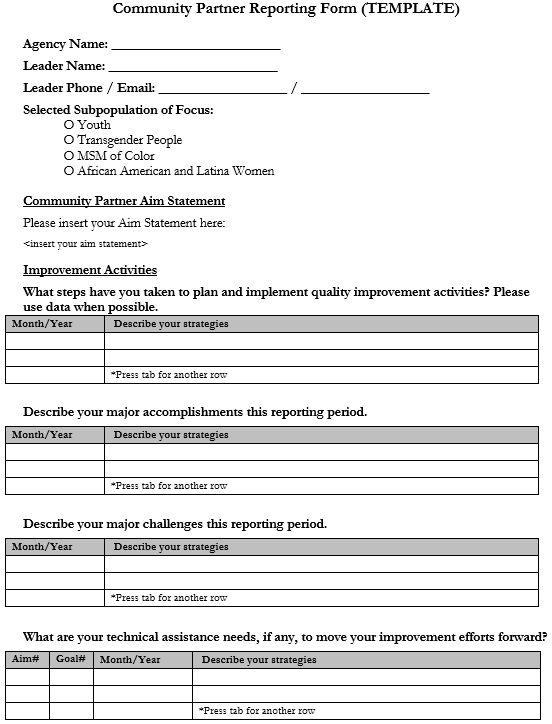 Community Partner Reporting Form (TEMPLATE)
Agency Name: ____________________________
Leader Name: ____________________________
Leader Phone / Email: _____________________ / _____________________
Selected Subpopulation of Focus:
O Youth
O Transgender People
O MSM of Color
O African American and Latina Women
Community Partner Aim Statement
Please insert your Aim Statement here:
<insert your aim statement>
Improvement Activities
What steps have you taken to plan and implement quality improvement activities? Please
use data when possible.
Month/Year Describe your strategies
*Press tab for another row
Describe your major accomplishments this reporting period.
Month/Year Describe your strategies
*Press tab for another row
Describe your major challenges this reporting period.
Month/Year Describe your strategies
*Press tab for another row
What are your technical assistance needs, if any, to move your improvement efforts forward?
Aim# Goal# Month/Year Describe your strategies
*Press tab for another row